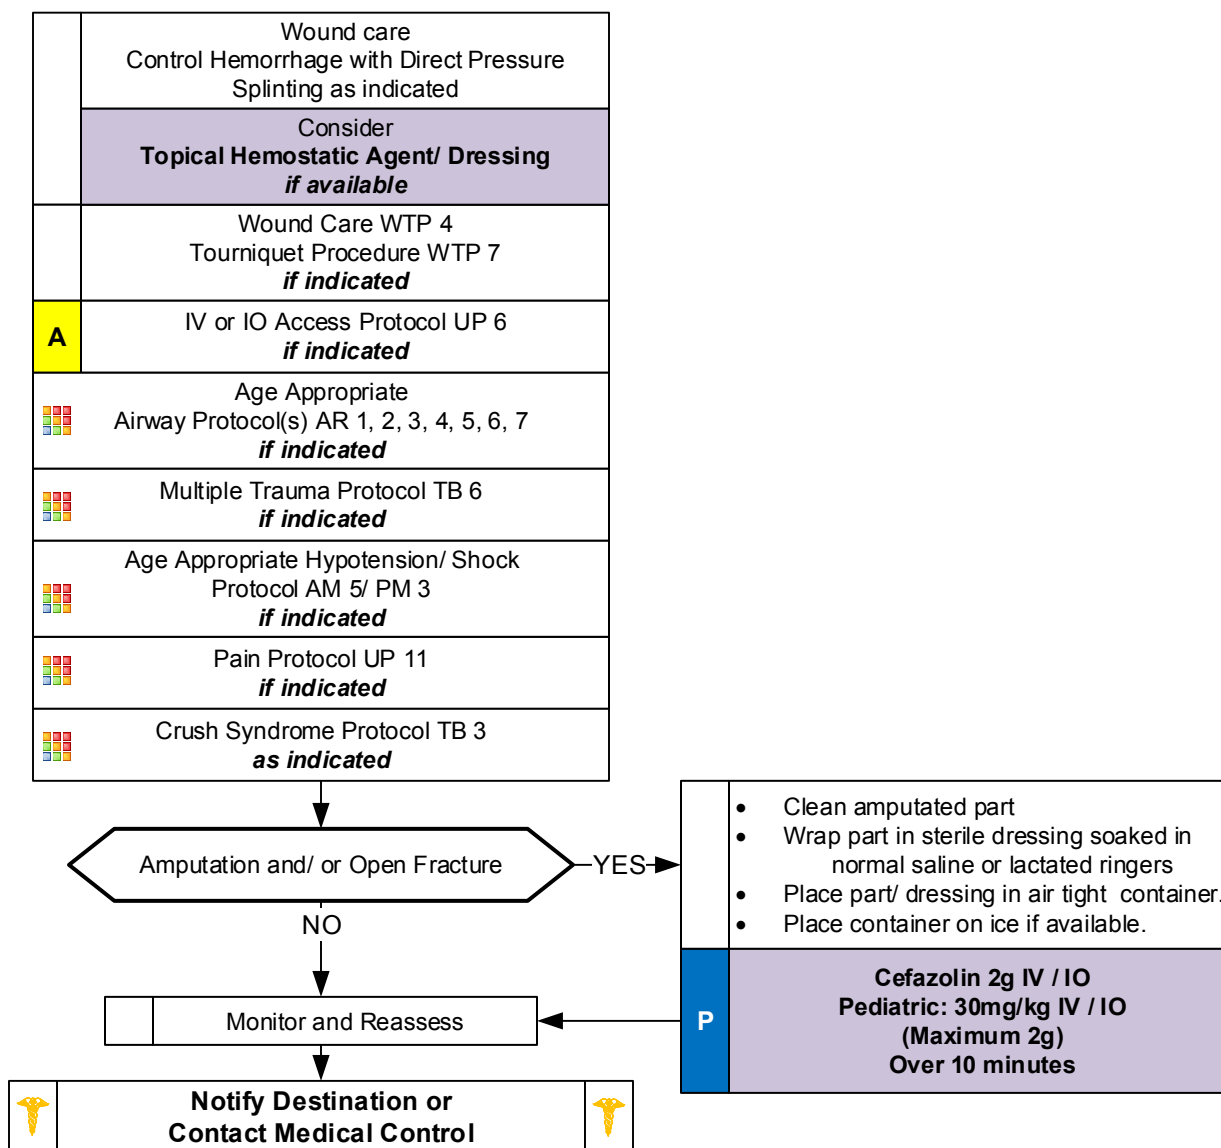 Wound care
Control Hemorrhage with Direct Pressure
Splinting as indicated
Consider
Topical Hemostatic Agent/ Dressing
if available
Wound Care WTP 4
Tourniquet Procedure WTP 7
if indicated
A
IV or IO Access Protocol UP 6
if indicated
Age Appropriate
Airway Protocol(s) AR 1, 2, 3, 4, 5, 6, 7
if indicated
Multiple Trauma Protocol TB 6
if indicated
Age Appropriate Hypotension/ Shock
Protocol AM 5/ PM 3
if indicated
Pain Protocol UP 11
if indicated
Crush Syndrome Protocol TB 3
as indicated
Amputation and/ or Open Fracture
YES
• Clean amputated part
• Wrap part in sterile dressing soaked in
normal saline or lactated ringers
• Place part/ dressing in air tight container.
• Place container on ice if available.
P
Cefazolin 2g IV / IO
Pediatric: 30mg/kg IV / IO
(Maximum 2g)
Over 10 minutes
NO
Monitor and Reassess
Notify Destination or
Contact Medical Control